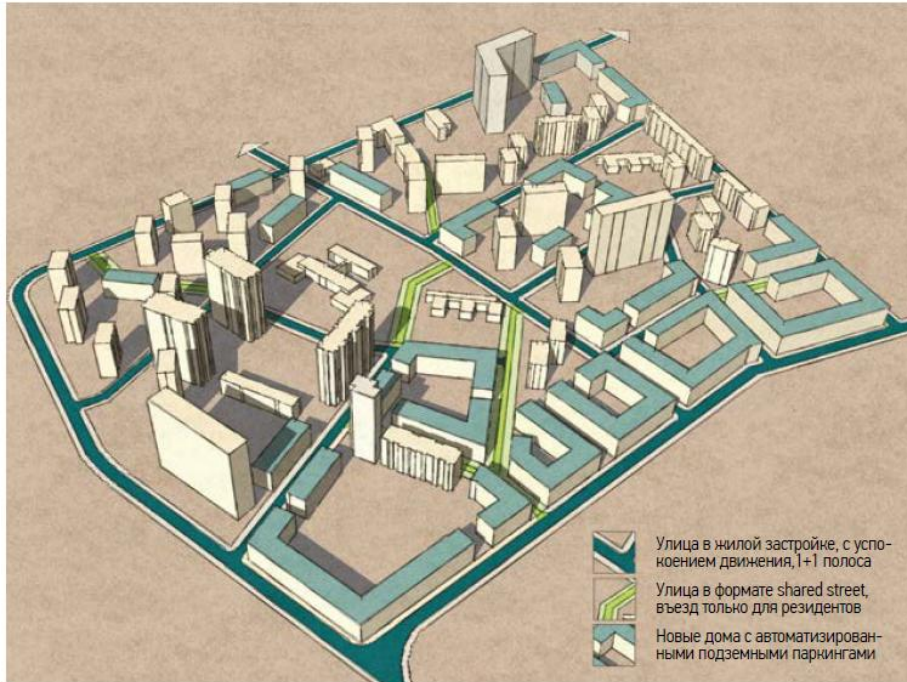 Улица в жилой застройке, с успо-
коением движения,1+1 полоса
Улица в формате shared street,
въезд только для резидентов
Новые дома с автоматизирован-
ными подземными паркингами